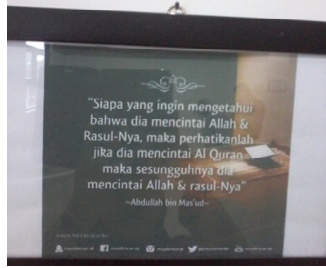 “Siapa yang ingin mengetahui
bahwa dia mencintai Allah &
Rasul-Nya, maka perhatikanlah
jika dia mencintai Al Quran
maka sesungguhnya dia
mencintai Allah & rasul-Nya”
~Abdullah bin Mas'ud~